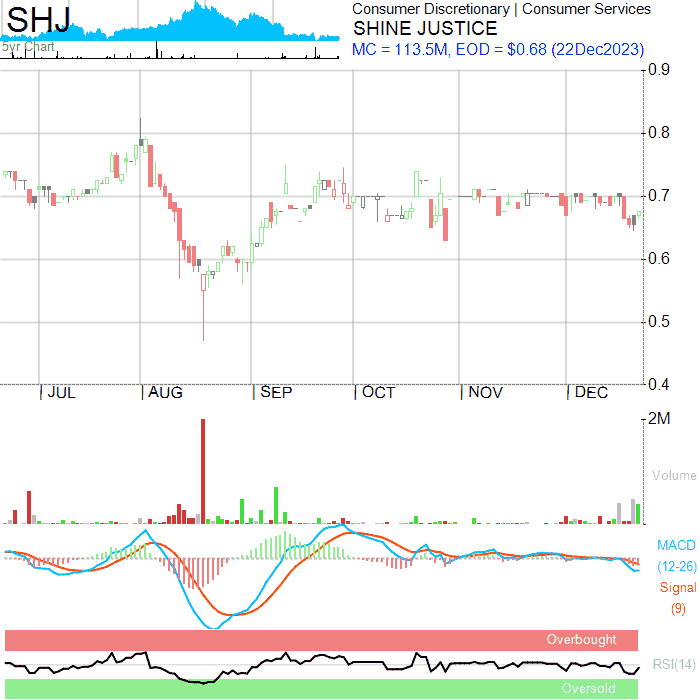 SHJ
5yr Chart
Consumer Discretionary | Consumer Services
SHINE JUSTICE
MC = 113.5M, EOD = $0.68 (22Dec2023)
0.9
0.8
0.7
0.6
0.5
0.4
JUL
AUG
SEP
OCT
NOV
DEC
2M
Volume
MACD
(12-26)
Signal
(9)
Overbought
RSI(14)
Oversold